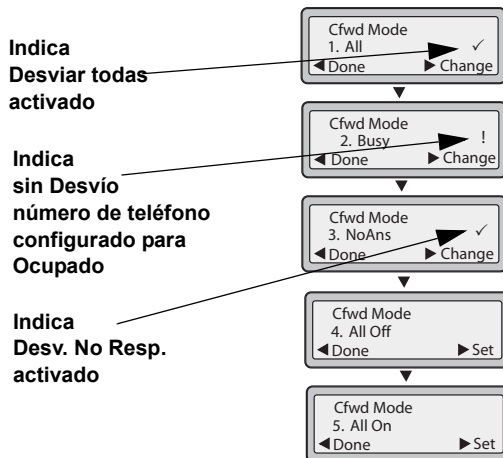 Indica
Desviar todas
activado
Indica
sin Desvío
número de teléfono
configurado para
Ocupado
Indica
Desv. No Resp.
activado
Cfwd Mode
1. All ✓
◀Done ▶Change
Cfwd Mode
2. Busy !
◀Done ▶Change
Cfwd Mode
3. NoAns ✓
◀Done ▶Change
Cfwd Mode
4. All Off
◀Done ▶Set
Cfwd Mode
5. All On
◀Done ▶Set